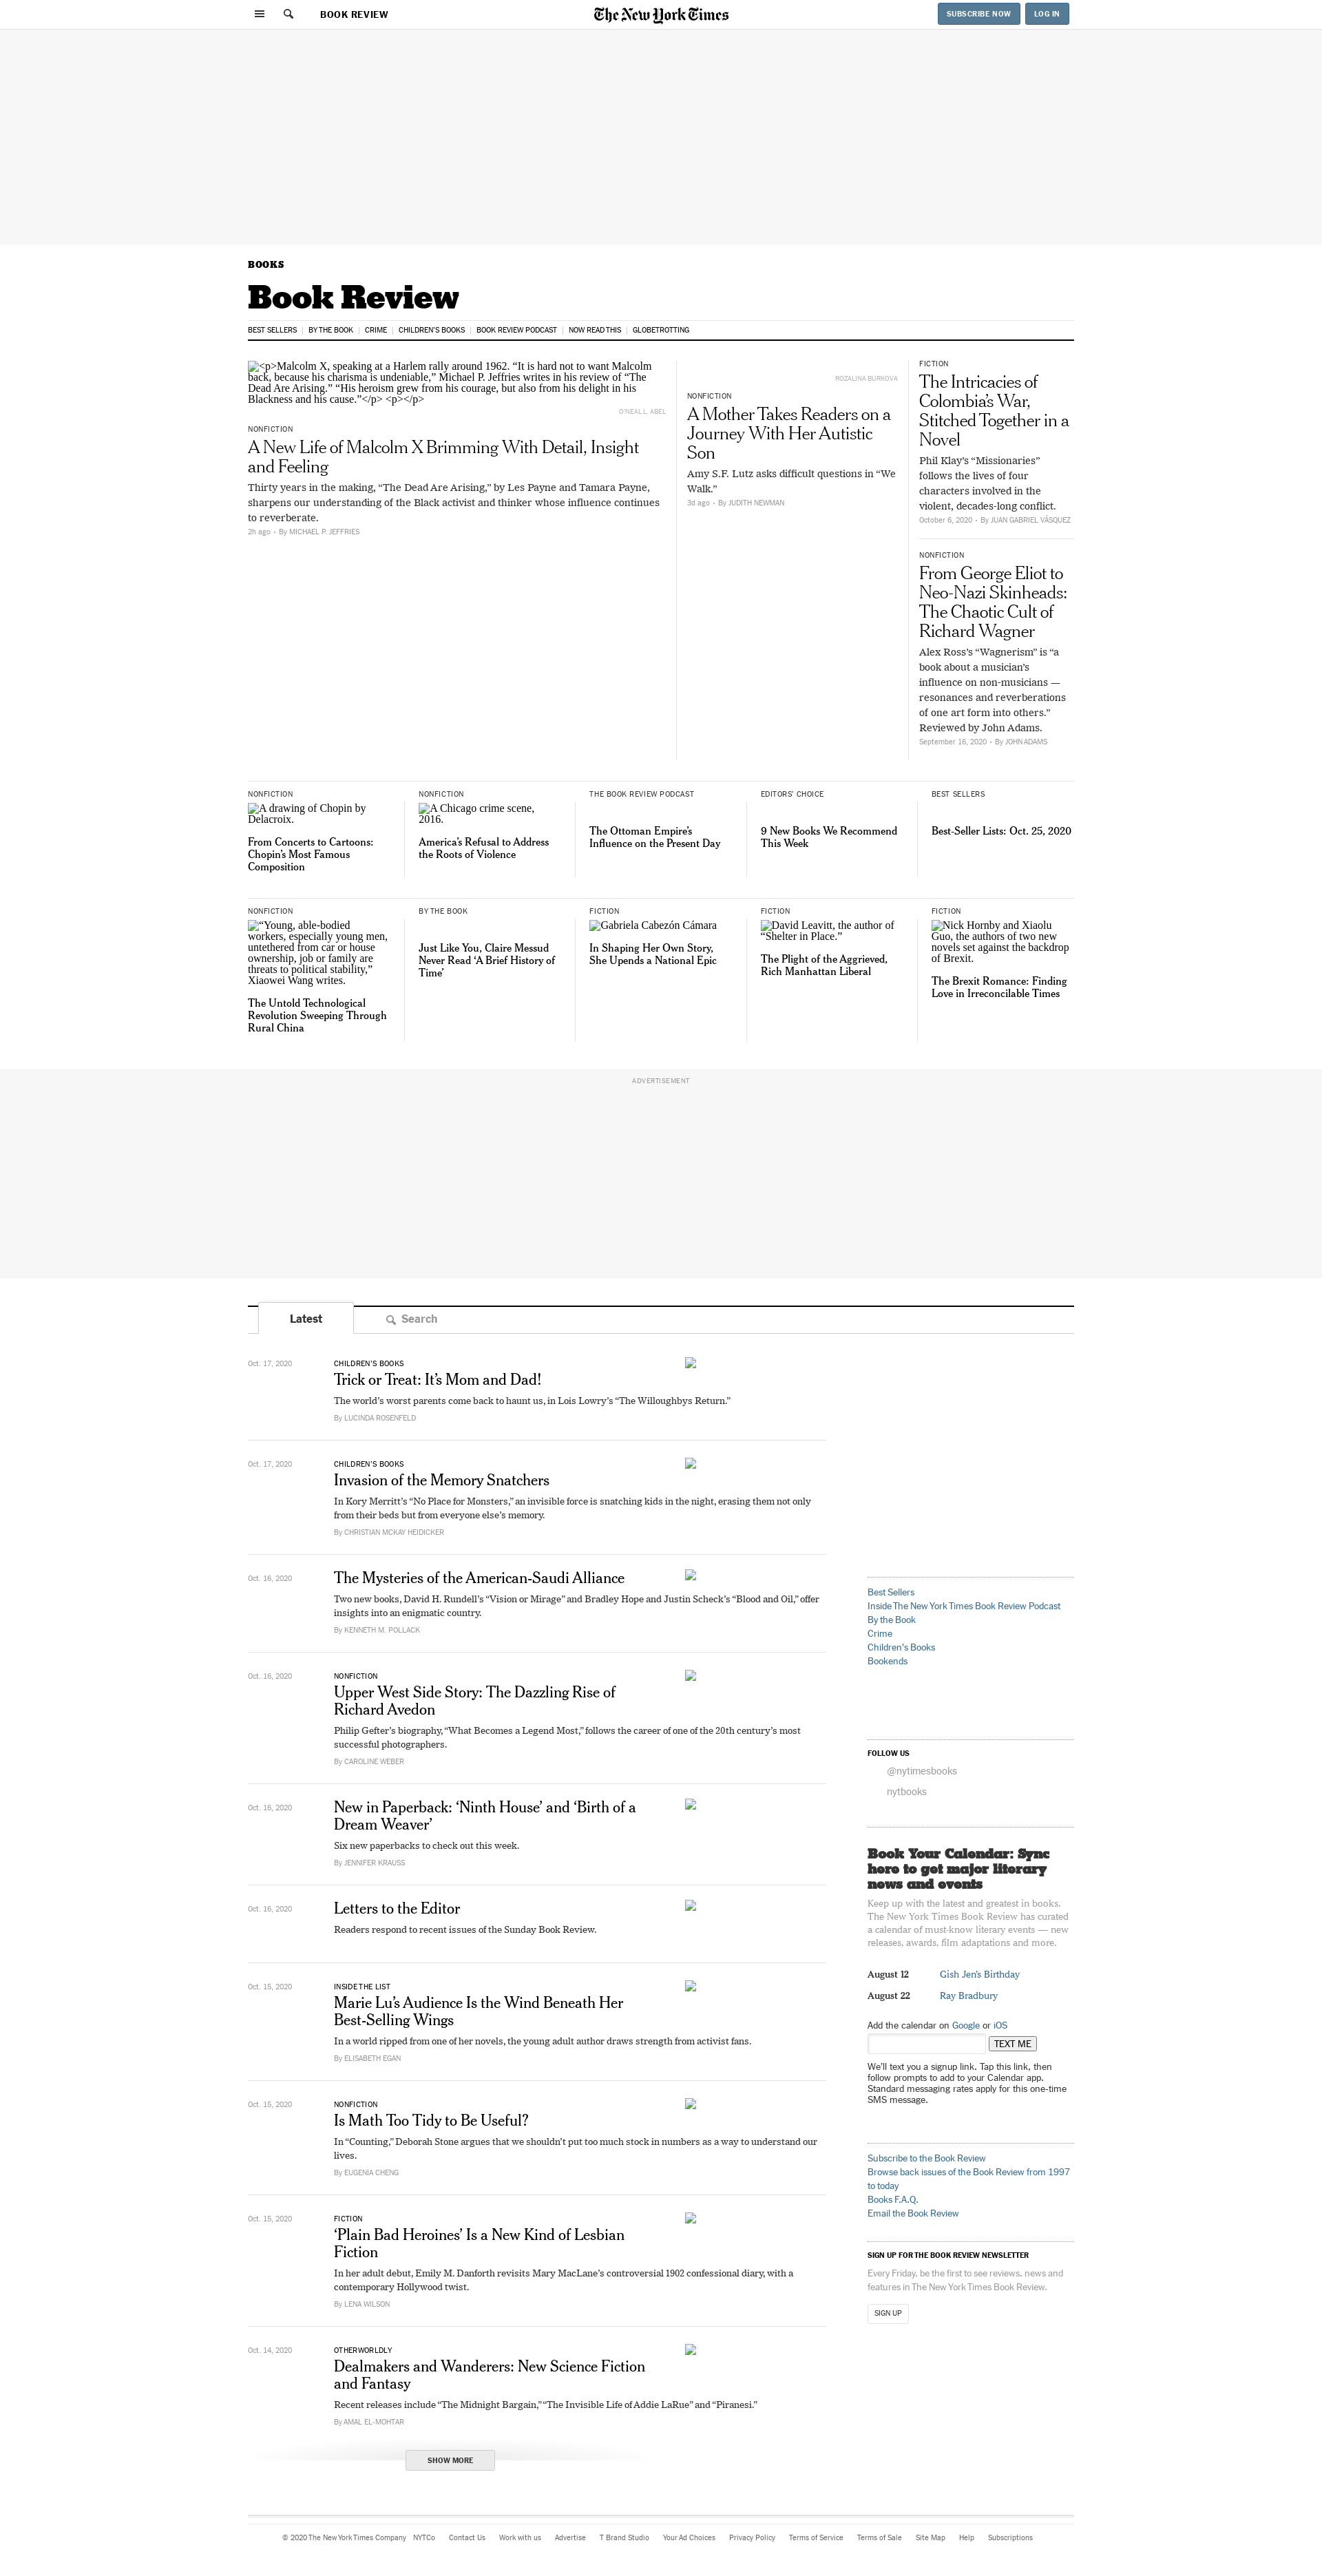 BOOK REVIEW
The New York Times
SUBSCRIBE NOW
LOG IN
BOOKS
Book Review
BEST SELLERS | BY THE BOOK | CRIME | CHILDREN'S BOOKS | BOOK REVIEW PODCAST | NOW READ THIS | GLOBETROTTING
<p>Malcolm X, speaking at a Harlem rally around 1962. “It is hard to not want Malcolm
back, because his charisma is undeniable,” Michael P. Jeffries writes in his review of “The
Dead Are Arising.” “His heroism grew from his courage, but also from his delight in his
Blackness and his cause.”</p> <p></p>
O'NEAL L. ABEL
NONFICTION
A New Life of Malcolm X Brimming With Detail, Insight
and Feeling
Thirty years in the making, “The Dead Are Arising,” by Les Payne and Tamara Payne,
sharpens our understanding of the Black activist and thinker whose influence continues
to reverberate.
2h ago • By MICHAEL P. JEFFRIES
ROZALINA BURKOVA
NONFICTION
A Mother Takes Readers on a
Journey With Her Autistic
Son
Amy S.F. Lutz asks difficult questions in “We
Walk.”
3d ago • By JUDITH NEWMAN
FICTION
The Intricacies of
Colombia’s War,
Stitched Together in a
Novel
Phil Klay’s “Missionaries”
follows the lives of four
characters involved in the
violent, decades-long conflict.
October 6, 2020 • By JUAN GABRIEL VÁSQUEZ
NONFICTION
From George Eliot to
Neo-Nazi Skinheads:
The Chaotic Cult of
Richard Wagner
Alex Ross’s “Wagnerism” is “a
book about a musician’s
influence on non-musicians —
resonances and reverberations
of one art form into others.”
Reviewed by John Adams.
September 16, 2020 • By JOHN ADAMS
NONFICTION
A drawing of Chopin by
Delacroix.
From Concerts to Cartoons:
Chopin’s Most Famous
Composition
NONFICTION
A Chicago crime scene,
2016.
America’s Refusal to Address
the Roots of Violence
THE BOOK REVIEW PODCAST
The Ottoman Empire’s
Influence on the Present Day
EDITORS’ CHOICE
9 New Books We Recommend
This Week
BEST SELLERS
Best-Seller Lists: Oct. 25, 2020
NONFICTION
“Young, able-bodied
workers, especially young men,
untethered from car or house
ownership, job or family are
threats to political stability,”
Xiaowei Wang writes.
The Untold Technological
Revolution Sweeping Through
Rural China
BY THE BOOK
Just Like You, Claire Messud
Never Read ‘A Brief History of
Time’
FICTION
Gabriela Cabezón Cámara
In Shaping Her Own Story,
She Upends a National Epic
FICTION
David Leavitt, the author of
“Shelter in Place.”
The Plight of the Aggrieved,
Rich Manhattan Liberal
FICTION
Nick Hornby and Xiaolu
Guo, the authors of two new
novels set against the backdrop
of Brexit.
The Brexit Romance: Finding
Love in Irreconcilable Times
ADVERTISEMENT
Latest
Search
Oct. 17, 2020
CHILDREN’S BOOKS
Trick or Treat: It’s Mom and Dad!
The world’s worst parents come back to haunt us, in Lois Lowry’s “The Willoughbys Return.”
By LUCINDA ROSENFELD
Oct. 17, 2020
CHILDREN’S BOOKS
Invasion of the Memory Snatchers
In Kory Merritt’s “No Place for Monsters,” an invisible force is snatching kids in the night, erasing them not only
from their beds but from everyone else’s memory.
By CHRISTIAN MCKAY HEIDICKER
Oct. 16, 2020
The Mysteries of the American-Saudi Alliance
Two new books, David H. Rundell’s “Vision or Mirage” and Bradley Hope and Justin Scheck’s “Blood and Oil,” offer
insights into an enigmatic country.
By KENNETH M. POLLACK
Oct. 16, 2020
NONFICTION
Upper West Side Story: The Dazzling Rise of
Richard Avedon
Philip Gefter’s biography, “What Becomes a Legend Most,” follows the career of one of the 20th century’s most
successful photographers.
By CAROLINE WEBER
Oct. 16, 2020
New in Paperback: ‘Ninth House’ and ‘Birth of a
Dream Weaver’
Six new paperbacks to check out this week.
By JENNIFER KRAUSS
Oct. 16, 2020
Letters to the Editor
Readers respond to recent issues of the Sunday Book Review.
Oct. 15, 2020
INSIDE THE LIST
Marie Lu’s Audience Is the Wind Beneath Her
Best-Selling Wings
In a world ripped from one of her novels, the young adult author draws strength from activist fans.
By ELISABETH EGAN
Oct. 15, 2020
NONFICTION
Is Math Too Tidy to Be Useful?
In “Counting,” Deborah Stone argues that we shouldn’t put too much stock in numbers as a way to understand our
lives.
By EUGENIA CHENG
Oct. 15, 2020
FICTION
‘Plain Bad Heroines’ Is a New Kind of Lesbian
Fiction
In her adult debut, Emily M. Danforth revisits Mary MacLane’s controversial 1902 confessional diary, with a
contemporary Hollywood twist.
By LENA WILSON
Oct. 14, 2020
OTHERWORLDLY
Dealmakers and Wanderers: New Science Fiction
and Fantasy
Recent releases include “The Midnight Bargain,” “The Invisible Life of Addie LaRue” and “Piranesi.”
By AMAL EL-MOHTAR
SHOW MORE
Best Sellers
Inside The New York Times Book Review Podcast
By the Book
Crime
Children’s Books
Bookends
FOLLOW US
@nytimesbooks
nytbooks
Book Your Calendar: Sync
here to get major literary
news and events
Keep up with the latest and greatest in books.
The New York Times Book Review has curated
a calendar of must-know literary events — new
releases, awards, film adaptations and more.
August 12 Gish Jen’s Birthday
August 22 Ray Bradbury
Add the calendar on Google or iOS
TEXT ME
We’ll text you a signup link. Tap this link, then
follow prompts to add to your Calendar app.
Standard messaging rates apply for this one-time
SMS message.
Subscribe to the Book Review
Browse back issues of the Book Review from 1997
to today
Books F.A.Q.
Email the Book Review
SIGN UP FOR THE BOOK REVIEW NEWSLETTER
Every Friday, be the first to see reviews, news and
features in The New York Times Book Review.
SIGN UP
© 2020 The New York Times Company NYTCo Contact Us Work with us Advertise T Brand Studio Your Ad Choices Privacy Policy Terms of Service Terms of Sale Site Map Help Subscriptions